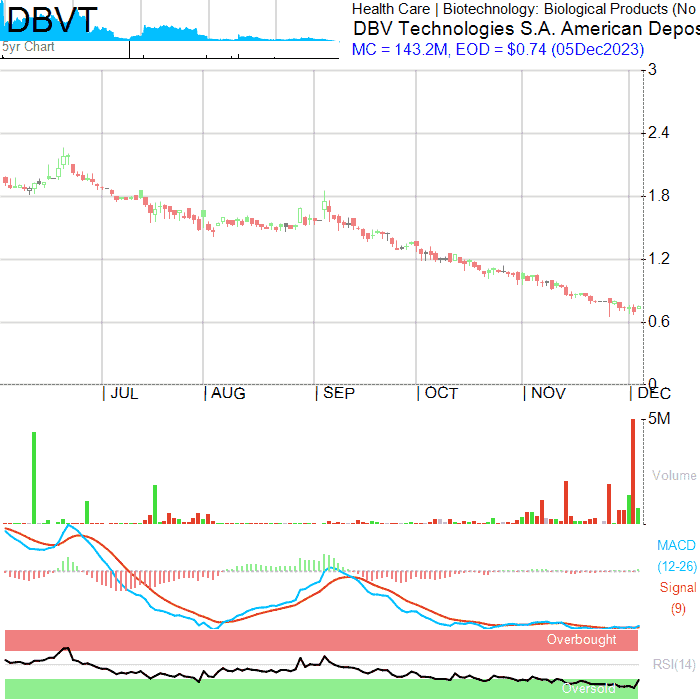 DBVT
5yr Chart
Health Care | Biotechnology: Biological Products (No
DBV Technologies S.A. American Depos
MC = 143.2M, EOD = $0.74 (05Dec2023)
3
2.4
1.8
1.2
0.6
0
| JUL | AUG | SEP | OCT | NOV | DEC
5M
Volume
MACD
(12-26)
Signal
(9)
Overbought
RSI(14)
Oversold